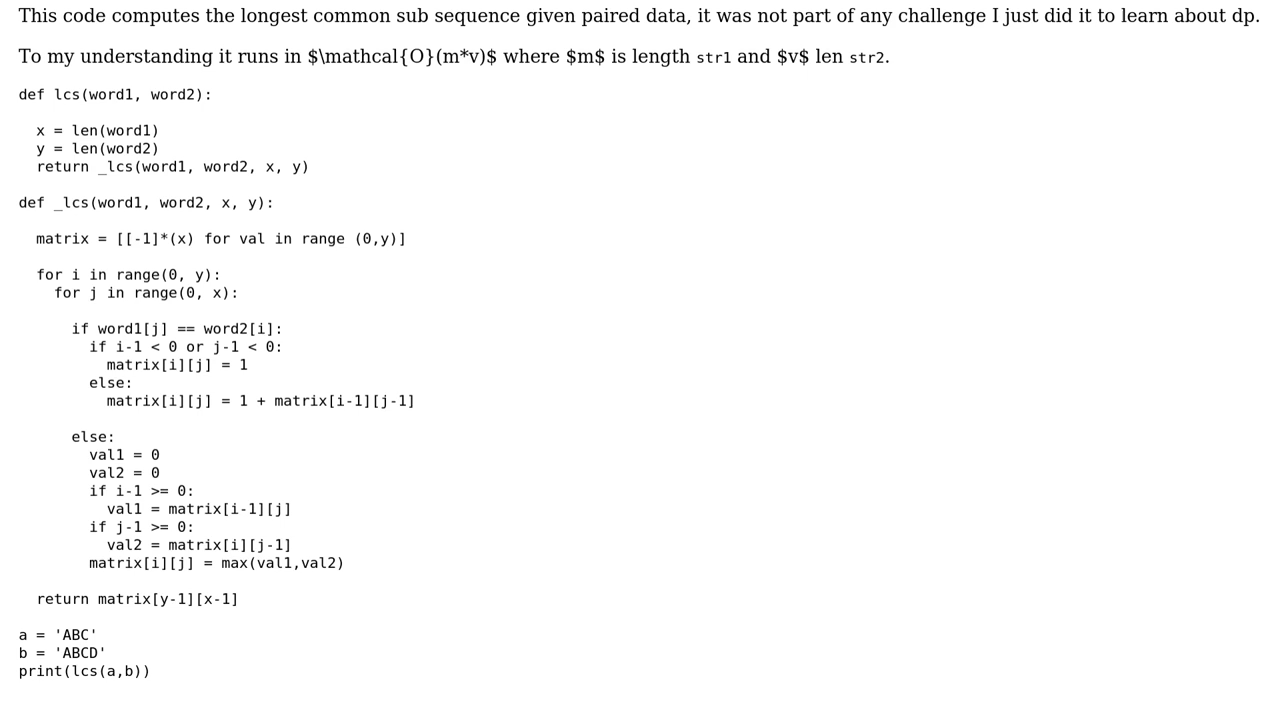 This code computes the longest common sub sequence given paired data, it was not part of any challenge I just did it to learn about dp.
To my understanding it runs in $\mathcal{O}(m*v)$ where $m$ is length str1 and $v$ len str2.
def lcs(word1, word2):

  x = len(word1)
  y = len(word2)
  return _lcs(word1, word2, x, y)

def _lcs(word1, word2, x, y):

  matrix = [[-1]*(x) for val in range (0,y)]

  for i in range(0, y):
    for j in range(0, x):

      if word1[j] == word2[i]:
        if i-1 < 0 or j-1 < 0:
          matrix[i][j] = 1
        else:
          matrix[i][j] = 1 + matrix[i-1][j-1]

      else:
        val1 = 0
        val2 = 0
        if i-1 >= 0:
          val1 = matrix[i-1][j]
        if j-1 >= 0:
          val2 = matrix[i][j-1]
        matrix[i][j] = max(val1,val2)

  return matrix[y-1][x-1]

a = 'ABC'
b = 'ABCD'
print(lcs(a,b))